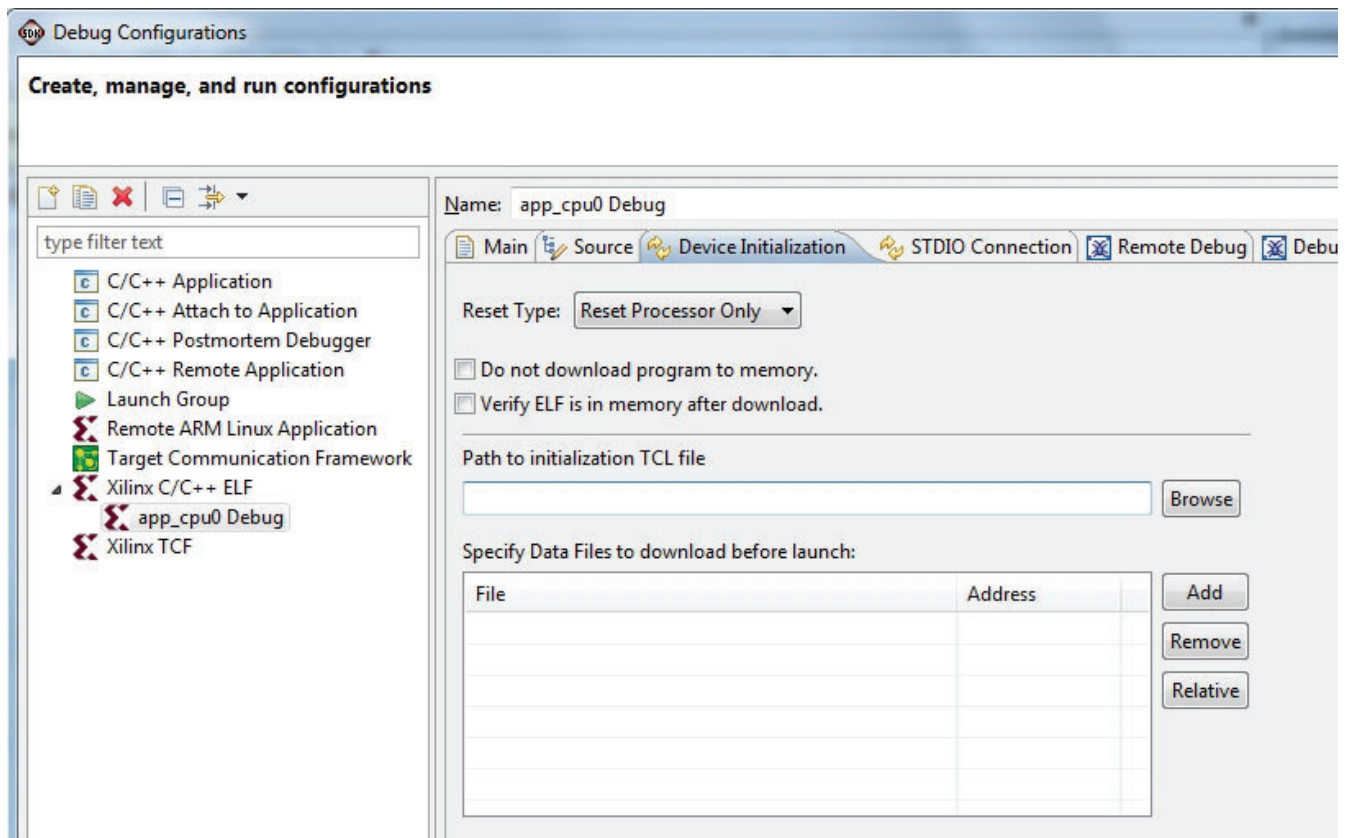 SDK Debug Configurations
Create, manage, and run configurations
type filter text
C/C++ Application
C/C++ Attach to Application
C/C++ Postmortem Debugger
C/C++ Remote Application
Launch Group
Remote ARM Linux Application
Target Communication Framework
Xilinx C/C++ ELF
app_cpu0 Debug
Xilinx TCF
Name: app_cpu0 Debug
Main Source Device Initialization STDIO Connection Remote Debug Debu
Reset Type: Reset Processor Only
Do not download program to memory.
Verify ELF is in memory after download.
Path to initialization TCL file
Browse
Specify Data Files to download before launch:
File Address Add
Remove
Relative